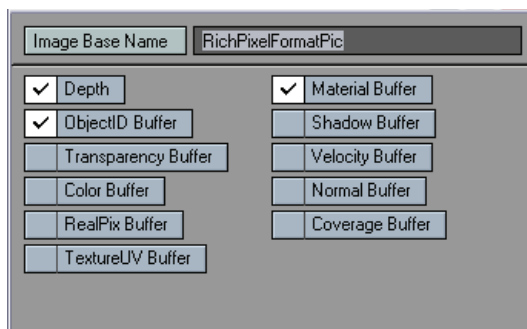 Image Base Name RichPixelFormatPic
Depth Material Buffer
ObjectID Buffer Shadow Buffer
Transparency Buffer Velocity Buffer
Color Buffer Normal Buffer
RealPix Buffer Coverage Buffer
TextureUV Buffer